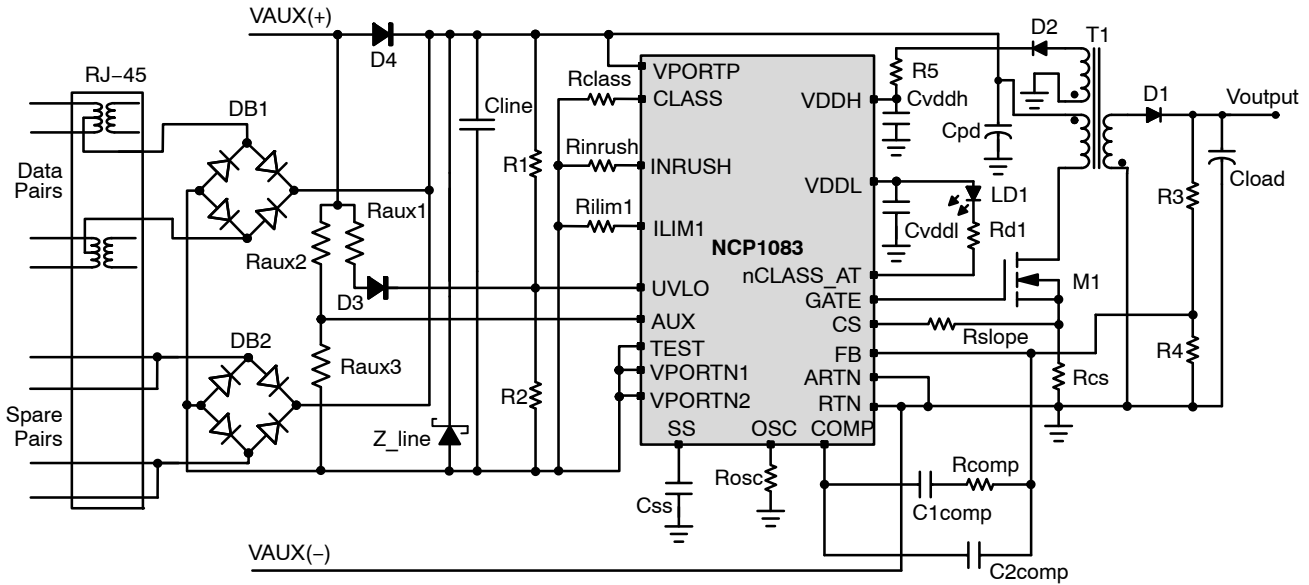 VAUX(+)
D4
RJ–45
DB1
Data
Pairs
Raux1
Raux2
D3
DB2
Raux3
Spare
Pairs
Z_line
Cline
R1
R2
Rclass
Rinrush
Rilim1
VPORTP
CLASS
INRUSH
ILIM1
NCP1083
UVLO
AUX
TEST
VPORTN1
VPORTN2
SS
OSC
COMP
VDDH
VDDL
nCLASS_AT
GATE
CS
FB
ARTN
RTN
R5
D2
T1
Cvddh
Cpd
D1
Voutput
LD1
Cvddl
Rd1
R3
Cload
M1
Rslope
R4
Rcs
Css
Rosc
Rcomp
C1comp
C2comp
VAUX(–)